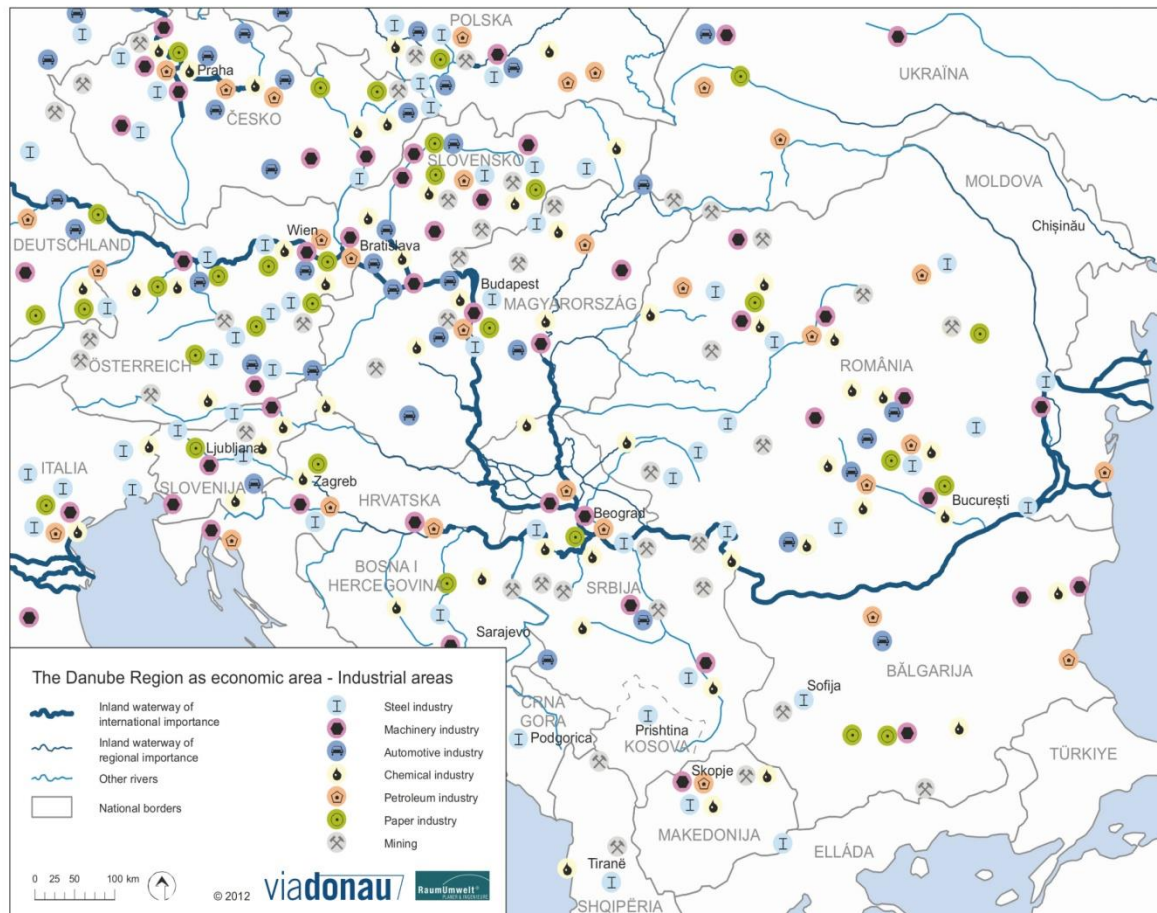 POLSKA
UKRAÏNA
Praha
ČESKO
SLOVENSKO
MOLDOVA
Chișinău
DEUTSCHLAND
Wien
Bratislava
Budapest
MAGYARORSZÁG
ÖSTERREICH
ROMÂNIA
Ljubljana
ITALIA
SLOVENIJA
Zagreb
HRVATSKA
Beograd
București
BOSNA I
HERCEGOVINA
SRBIJA
Sarajevo
BĂLGARIJA
Sofija
CRNA
GORA
Podgorica
Prishtina
KOSOVA
TÜRKIYE
Skopje
MAKEDONIJA
ELLÁDA
Tiranë
SHQIPËRIA
The Danube Region as economic area - Industrial areas
Inland waterway of
international importance
Inland waterway of
regional importance
Other rivers
National borders
Steel industry
Machinery industry
Automotive industry
Chemical industry
Petroleum industry
Paper industry
Mining
0 25 50 100 km
© 2012
viadonau
RaumUmwelt®
PLANER & INGENIEURE